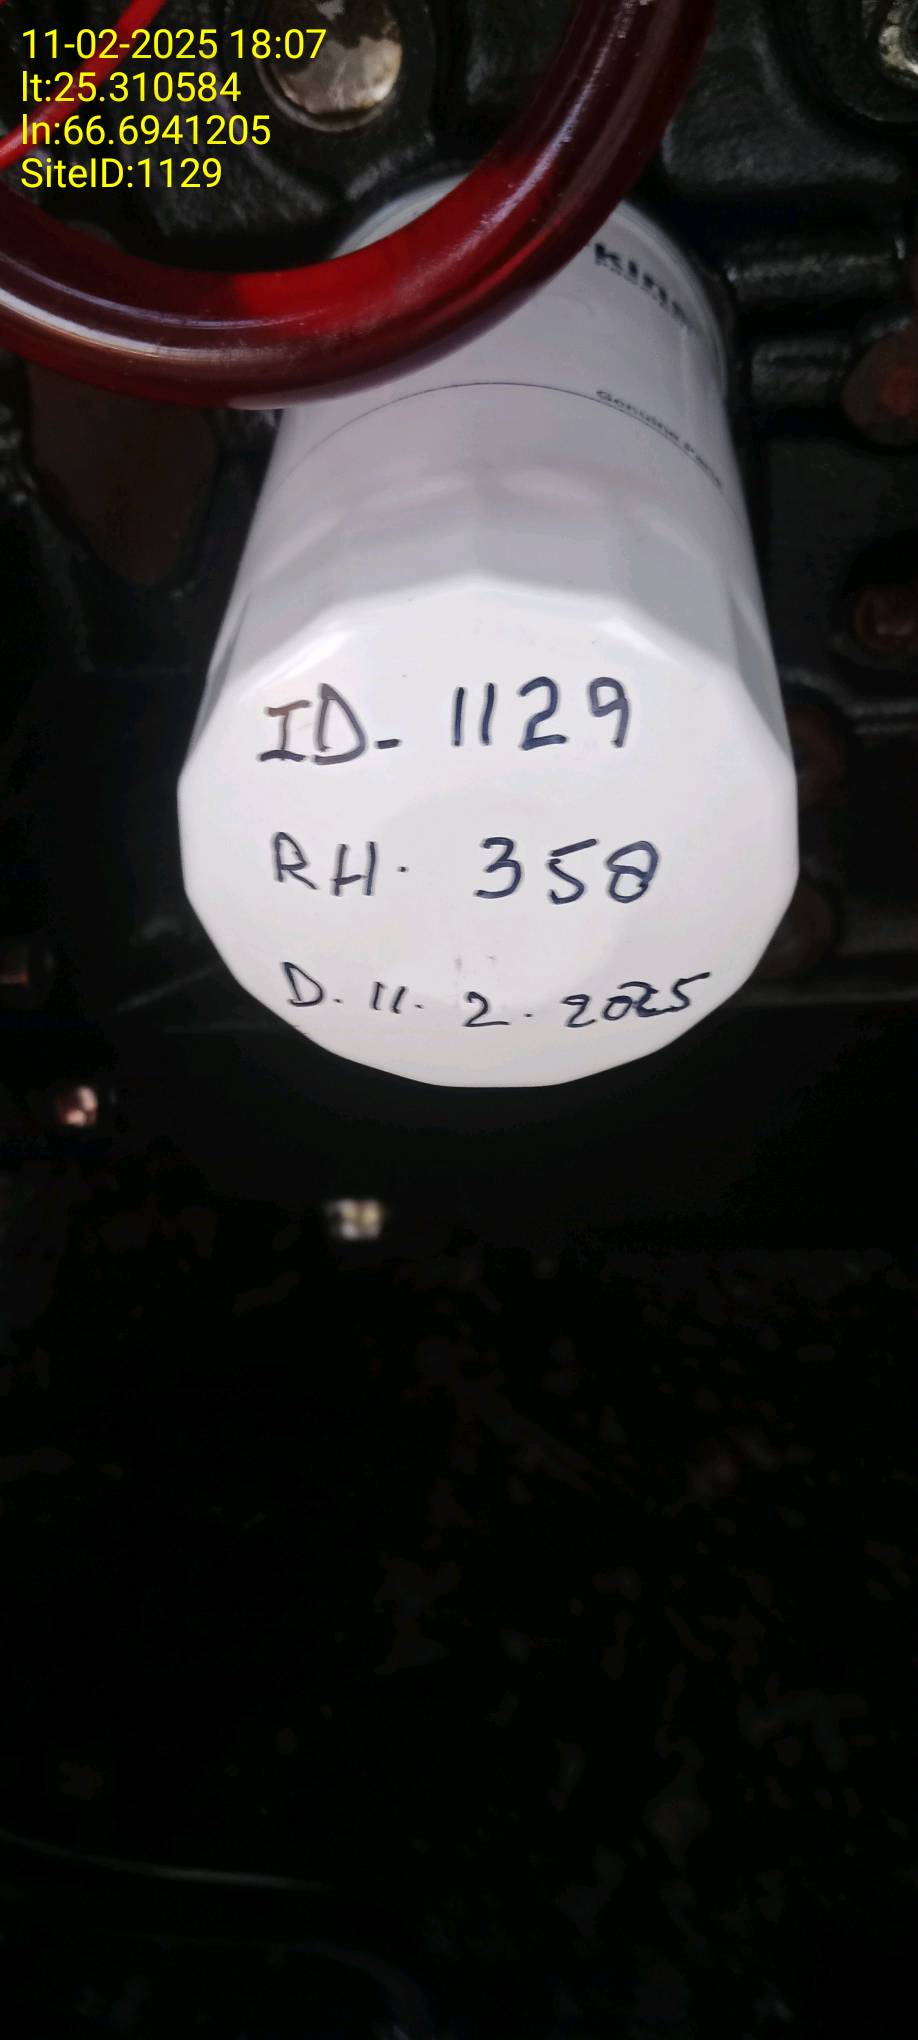 11-02-2025 18:07
lt:25.310584
ln:66.6941205
SiteID:1129
Genuine
ID- 1129
RH. 358
D. 11. 2. 2025